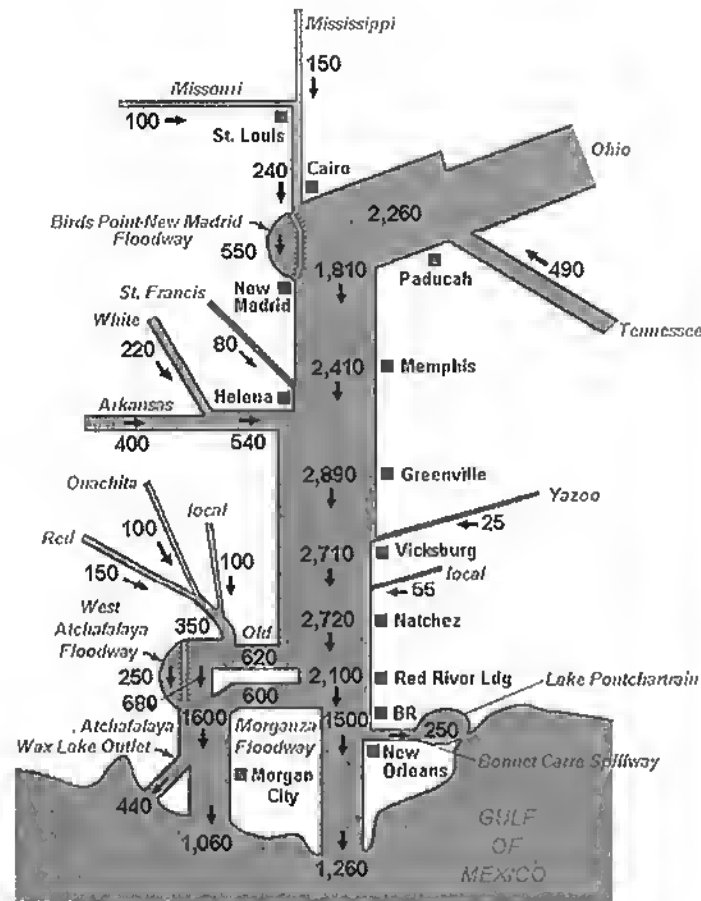 Mississippi
150
Missouri
100
St. Louis
Ohio
240
Cairo
2,260
Birds Point-New Madrid
Floodway
550
1,810
490
Paducah
New
Madrid
St. Francis
White
Tennessee
220
80
2,410
Memphis
Helena
Arkansas
400
540
2,890
Greenville
Ouachita
local
Yazoo
25
Red
100
100
150
2,710
Vicksburg
local
55
West
Atchafalaya
Floodway
350
Old
620
2,720
Natchez
250
680
600
2,100
Red Rivor Ldg
Lake Pontchartrain
BR
1600
1500
250
Atchafalaya
Wax Lake Outlet
Morganza
Floodway
New
Orleans
Bonnet Carre Spillway
Morgan
City
440
1,060
1,260
GULF
OF
MEXICO